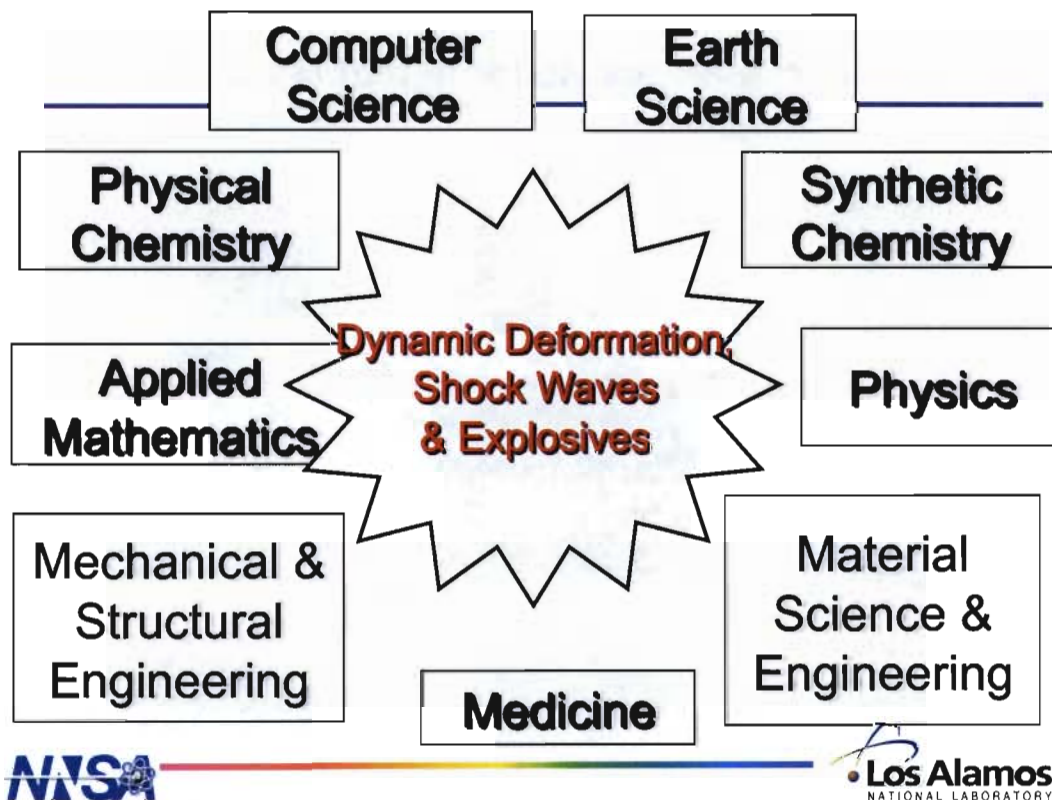 Computer
Science
Earth
Science
Physical
Chemistry
Synthetic
Chemistry
Dynamic Deformation,
Shock Waves
& Explosives
Applied
Mathematics
Physics
Mechanical &
Structural
Engineering
Material
Science &
Engineering
Medicine
NNSA
Los Alamos
NATIONAL LABORATORY